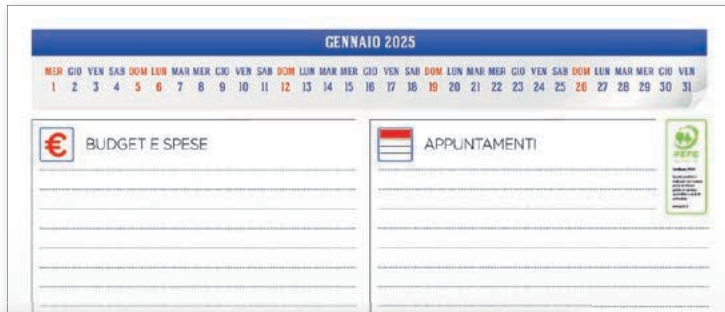 GENNAIO 2025
MER GIO VEN SAB DOM LUN MAR MER GIO VEN SAB DOM LUN MAR MER GIO VEN SAB DOM LUN MAR MER GIO VEN SAB DOM LUN MAR MER GIO VEN
1 2 3 4 5 6 7 8 9 10 11 12 13 14 15 16 17 18 19 20 21 22 23 24 25 26 27 28 29 30 31
€ BUDGET E SPESE
APPUNTAMENTI
PEFC